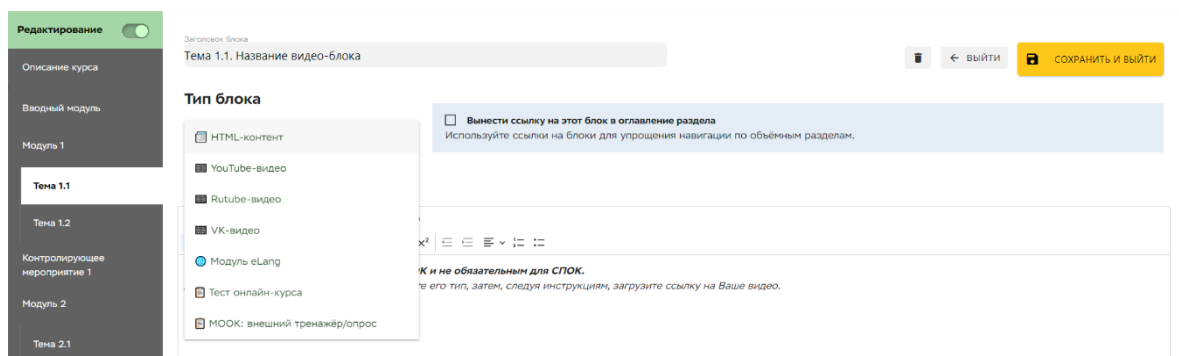 Редактирование
Описание курса
Вводный модуль
Модуль 1
Тема 1.1
Тема 1.2
Контролирующее
мероприятие 1
Модуль 2
Тема 2.1
Заголовок блока
Тема 1.1. Название видео-блока
← ВЫЙТИ
СОХРАНИТЬ И ВЫЙТИ
Тип блока
HTML-контент
YouTube-видео
Rutube-видео
VK-видео
Модуль eLang
Тест онлайн-курса
МООК: внешний тренажёр/опрос
Вынести ссылку на этот блок в оглавление раздела
Используйте ссылки на блоки для упрощения навигации по объёмным разделам.
x²
К и не обязательным для СПОК.
е его тип, затем, следуя инструкциям, загрузите ссылку на Ваше видео.